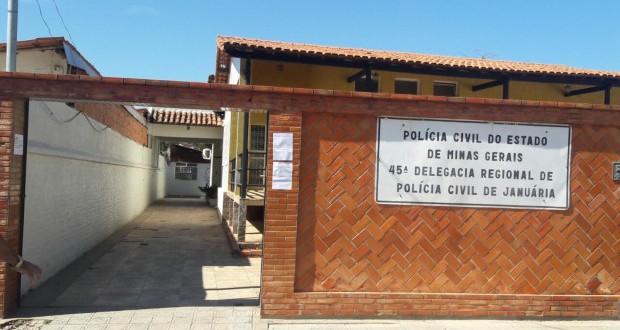 POLÍCIA CIVIL DO ESTADO
DE MINAS GERAIS
45ª DELEGACIA REGIONAL DE
POLÍCIA CIVIL DE JANUÁRIA